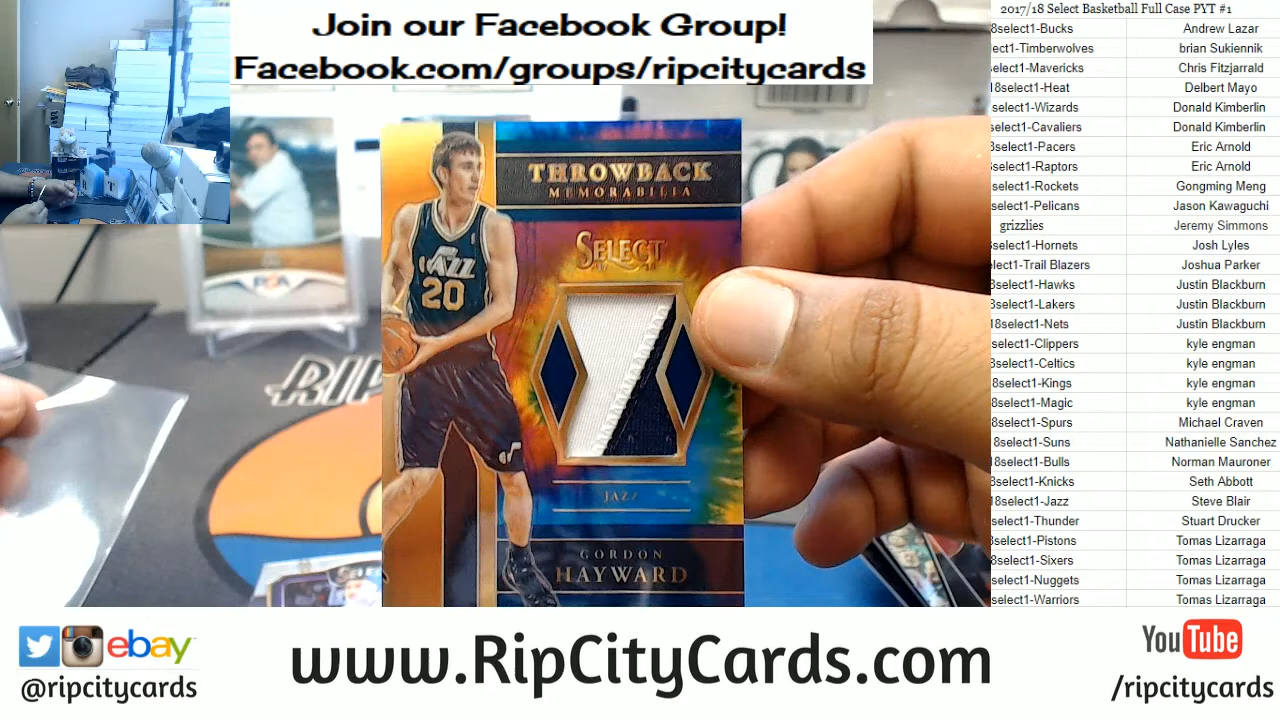 Join our Facebook Group!
Facebook.com/groups/ripcitycards
2017/18 Select Basketball Full Case PYT #1
8select1-Bucks Andrew Lazar
ect1-Timberwolves brian Sukiennik
elect1-Mavericks Chris Fitzjarrald
18select1-Heat Delbert Mayo
select1-Wizards Donald Kimberlin
select1-Cavaliers Donald Kimberlin
8select1-Pacers Eric Arnold
select1-Raptors Eric Arnold
select1-Rockets Gongming Meng
select1-Pelicans Jason Kawaguchi
grizzlies Jeremy Simmons
select1-Hornets Josh Lyles
lect1-Trail Blazers Joshua Parker
8select1-Hawks Justin Blackburn
8select1-Lakers Justin Blackburn
18select1-Nets Justin Blackburn
select1-Clippers kyle engman
8select1-Celtics kyle engman
8select1-Kings kyle engman
8select1-Magic kyle engman
8select1-Spurs Michael Craven
8select1-Suns Nathanielle Sanchez
18select1-Bulls Norman Mauroner
8select1-Knicks Seth Abbott
18select1-Jazz Steve Blair
select1-Thunder Stuart Drucker
select1-Pistons Tomas Lizarraga
8select1-Sixers Tomas Lizarraga
select1-Nuggets Tomas Lizarraga
select1-Warriors Tomas Lizarraga
THROWBACK
MEMORABILIA
SELECT
JAZZ
20
JAZZ
GORDON
HAYWARD
RIP
ebay
@ripcitycards
www.RipCityCards.com
YouTube
/ripcitycards